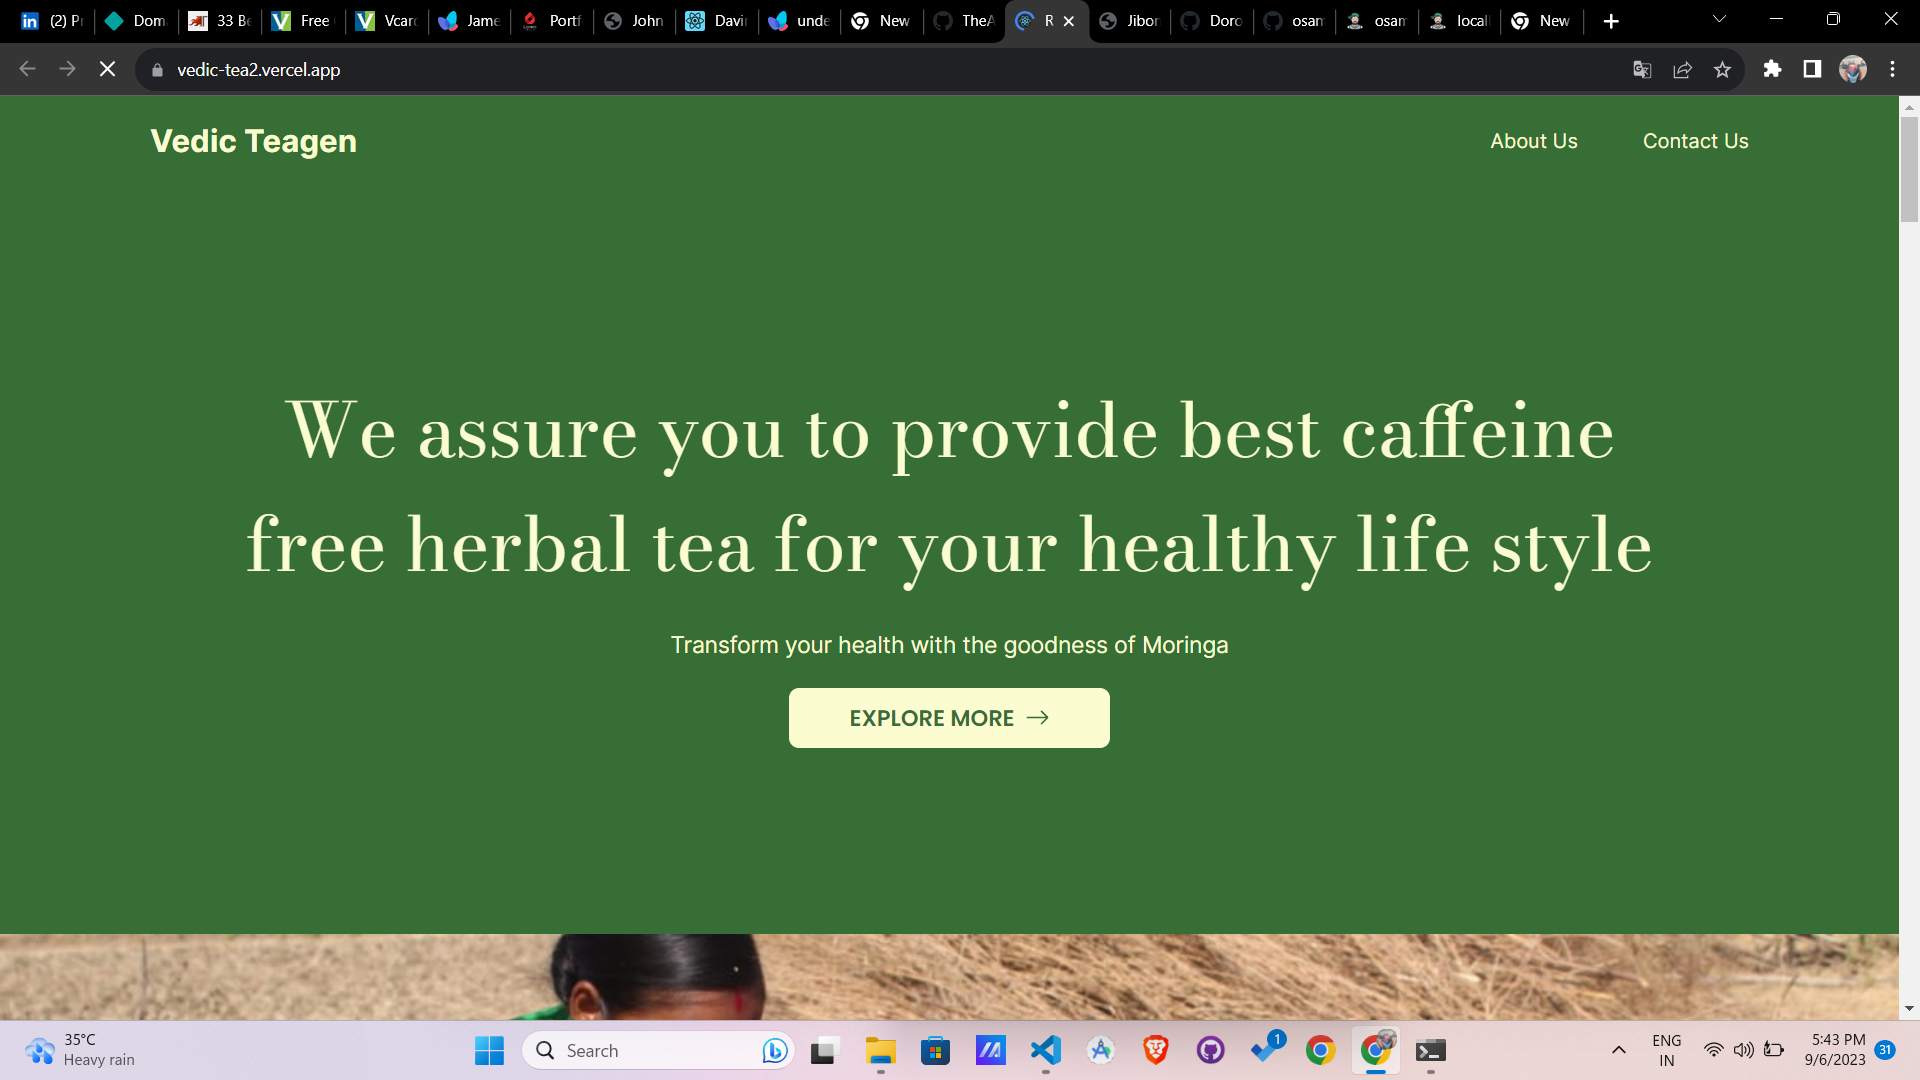 (2) Pr
Dom
33 Be
Free
Vcar
Jame
Portf
John
Davi
unde
New
TheA
R
Jibor
Doro
osam
osam
locall
New
vedic-tea2.vercel.app
Vedic Teagen
About Us
Contact Us
We assure you to provide best caffeine
free herbal tea for your healthy life style
Transform your health with the goodness of Moringa
EXPLORE MORE →
35°C
Heavy rain
Search
1
ENG
IN
5:43 PM
9/6/2023
31